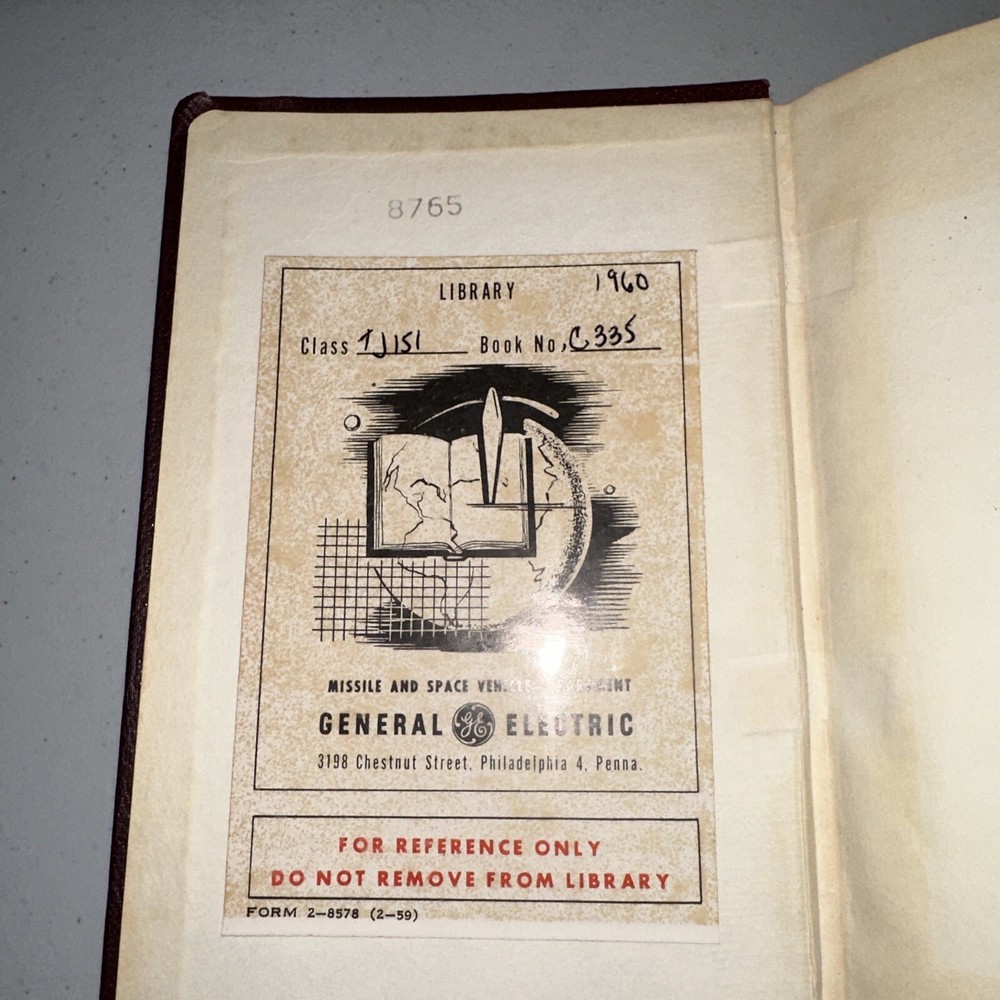 8765
LIBRARY 1960
Class TJ151 Book No. C335
MISSILE AND SPACE
GENERAL GE ELECTRIC
3198 Chestnut Street, Philadelphia 4, Penna.
FOR REFERENCE ONLY
DO NOT REMOVE FROM LIBRARY
FORM 2-8578 (2-59)